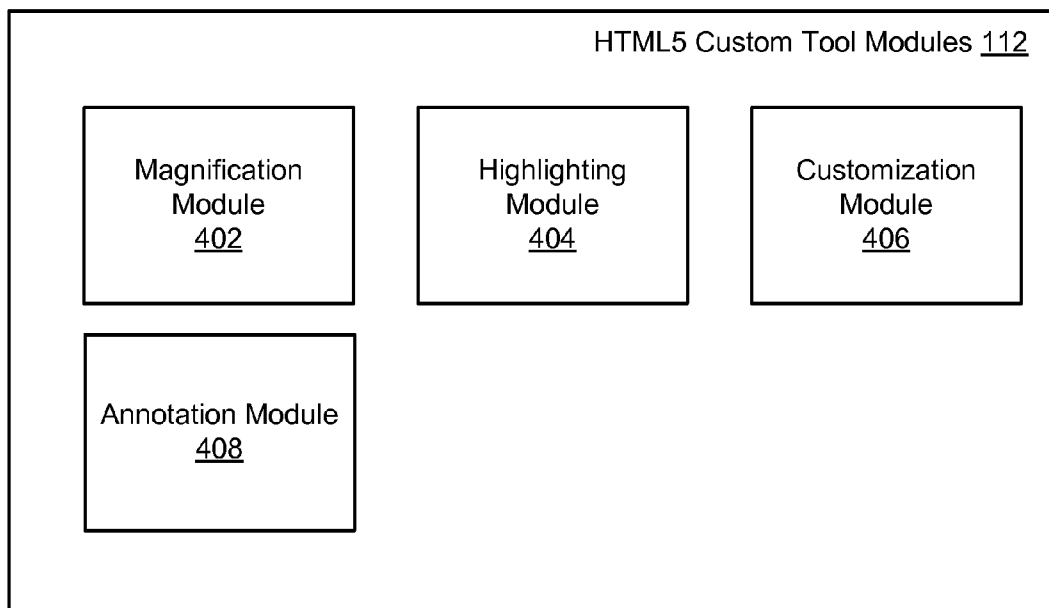 HTML5 Custom Tool Modules 112
Magnification
Module
402
Highlighting
Module
404
Customization
Module
406
Annotation Module
408